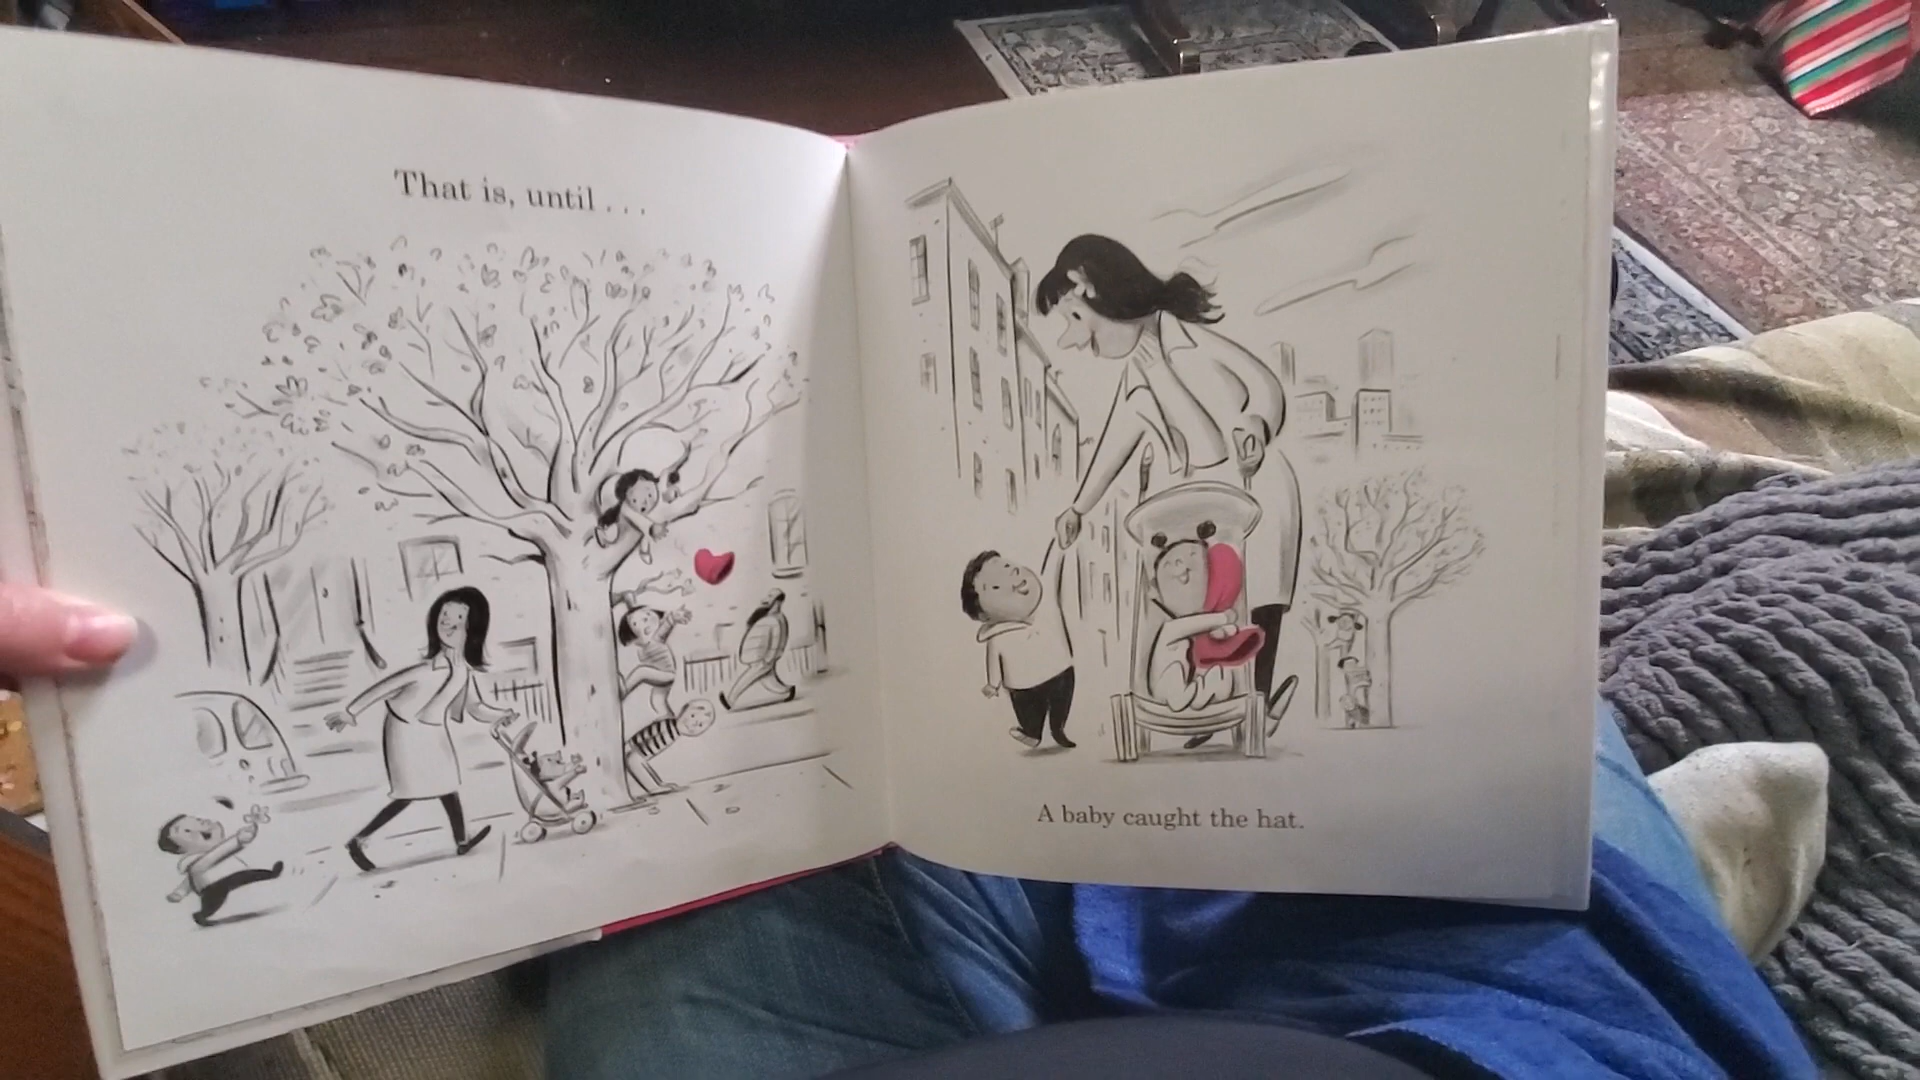 That is, until . . .
A baby caught the hat.